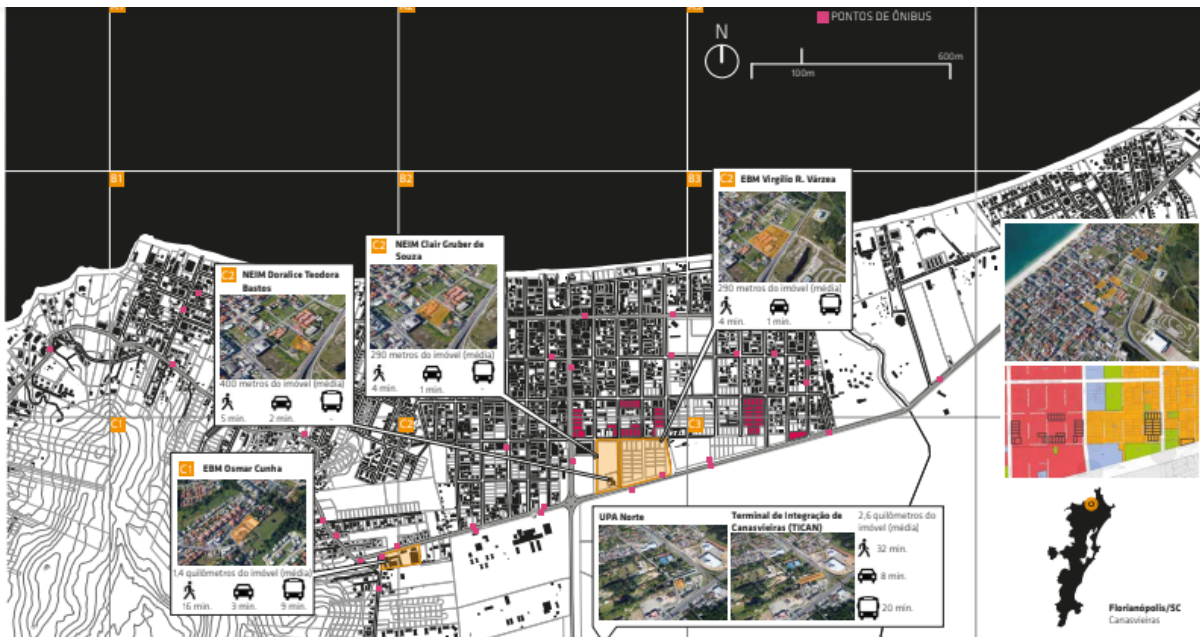 PONTOS DE ÔNIBUS
N
600m
100m
B1
B2
B3
C2 EBM Virgílio R. Várzea
290 metros do imóvel (média)
4 min.
1 min.
-
C2 NEIM Clair Gruber de
Souza
290 metros do imóvel (média)
4 min.
1 min.
-
C2 NEIM Doralice Teodora
Bastos
400 metros do imóvel (média)
5 min.
2 min.
-
C1
C2
C3
C1 EBM Osmar Cunha
1,4 quilômetros do imóvel (média)
16 min.
3 min.
9 min.
UPA Norte
Terminal de Integração de
Canasvieiras (TICAN)
2,6 quilômetros do
imóvel (média)
32 min.
8 min.
20 min.
Florianópolis/SC
Canasvieiras